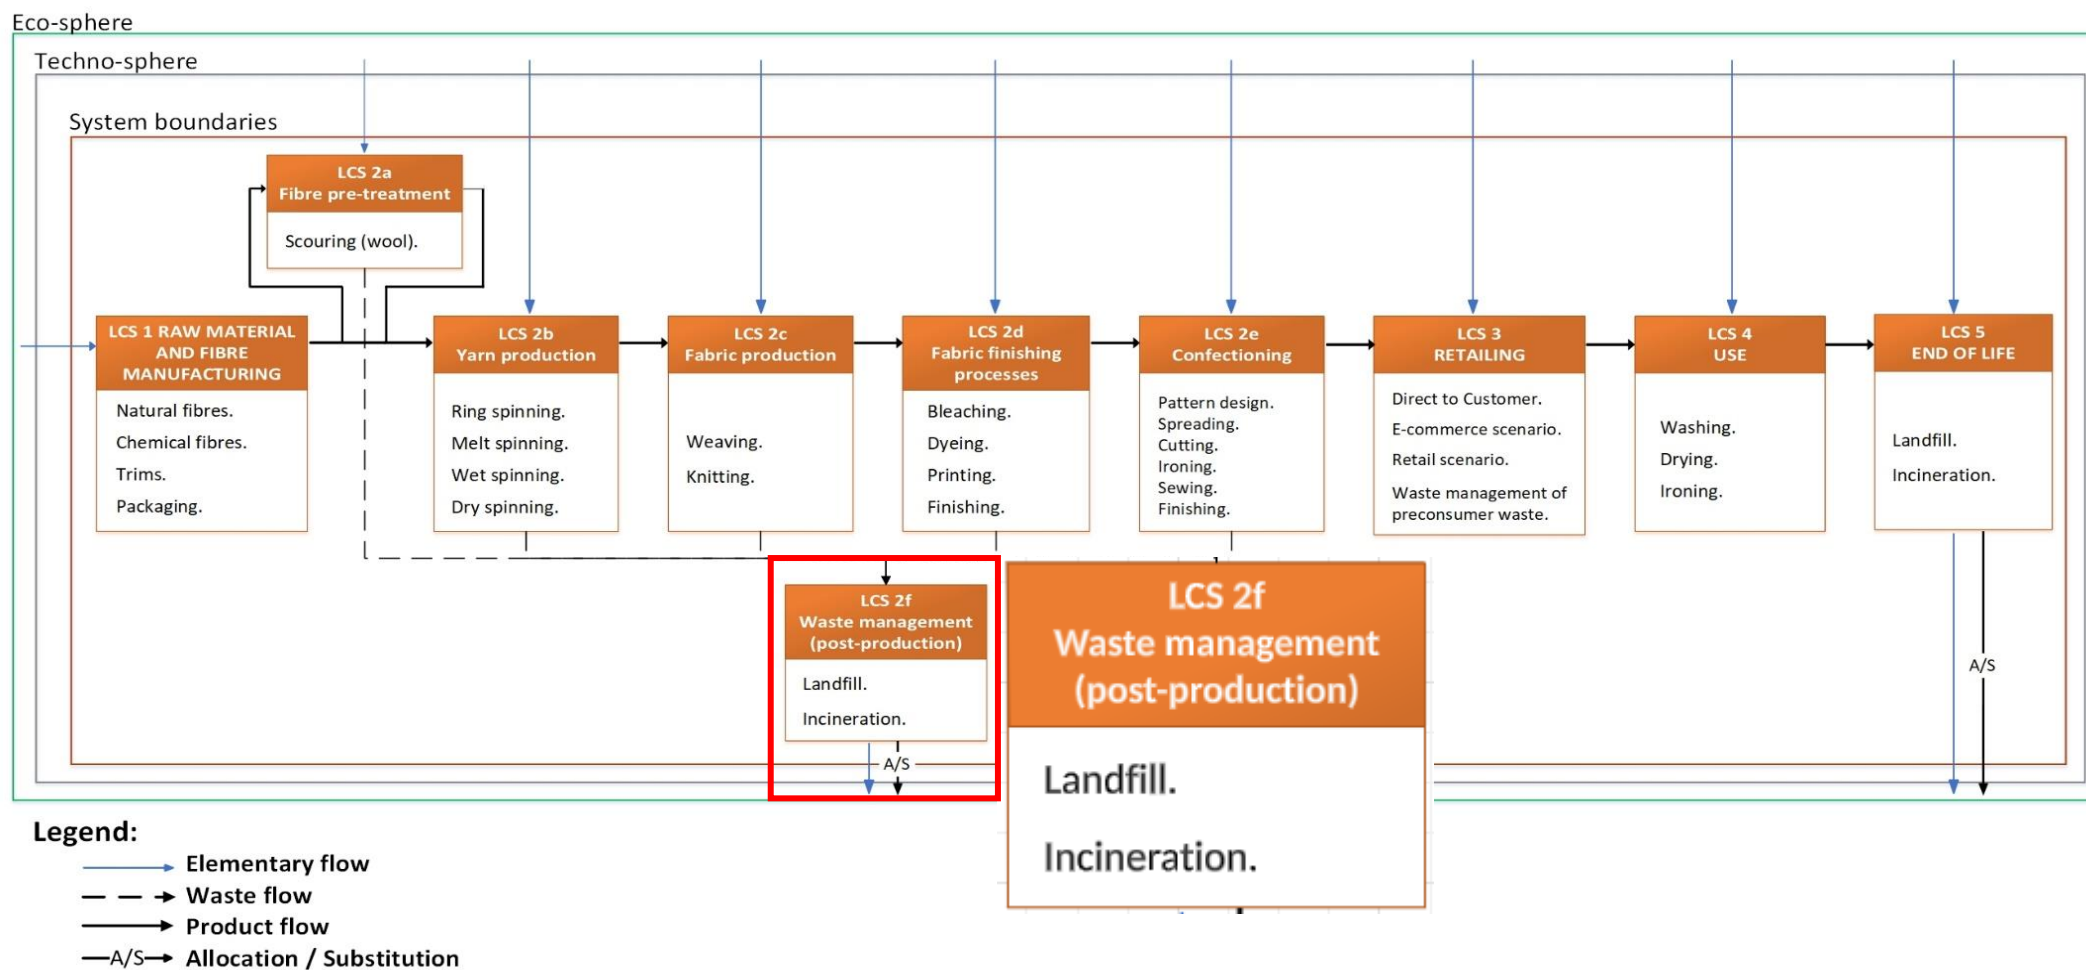 Eco-sphere
Techno-sphere
System boundaries
LCS 2a
Fibre pre-treatment
Scouring (wool).
LCS 1 RAW MATERIAL
AND FIBRE
MANUFACTURING
Natural fibres.
Chemical fibres.
Trims.
Packaging.
LCS 2b
Yarn production
Ring spinning.
Melt spinning.
Wet spinning.
Dry spinning.
LCS 2c
Fabric production
Weaving.
Knitting.
LCS 2d
Fabric finishing
processes
Bleaching.
Dyeing.
Printing.
Finishing.
LCS 2e
Confectioning
Pattern design.
Spreading.
Cutting.
Ironing.
Sewing.
Finishing.
LCS 3
RETAILING
Direct to Customer.
E-commerce scenario.
Retail scenario.
Waste management of
preconsumer waste.
LCS 4
USE
Washing.
Drying.
Ironing.
LCS 5
END OF LIFE
Landfill.
Incineration.
A/S
LCS 2f
Waste management
(post-production)
Landfill.
Incineration.
A/S
LCS 2f
Waste management
(post-production)
Landfill.
Incineration.
Legend:
Elementary flow
Waste flow
Product flow
A/S Allocation / Substitution